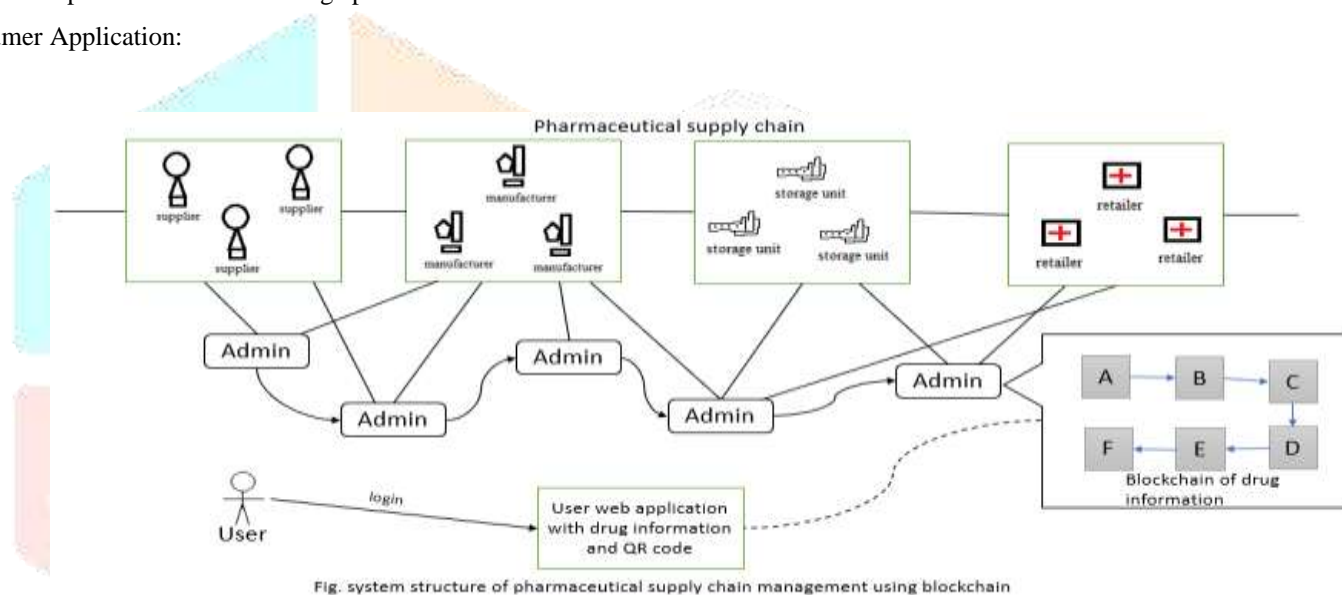 umer Application:
Pharmaceutical supply chain
supplier
supplier
supplier
manufacturer
manufacturer
manufacturer
storage unit
storage unit
storage unit
retailer
retailer
retailer
Admin
Admin
Admin
Admin
Admin
A
B
C
F
E
D
Blockchain of drug
information
User
login
User web application
with drug information
and QR code
Fig. system structure of pharmaceutical supply chain management using blockchain